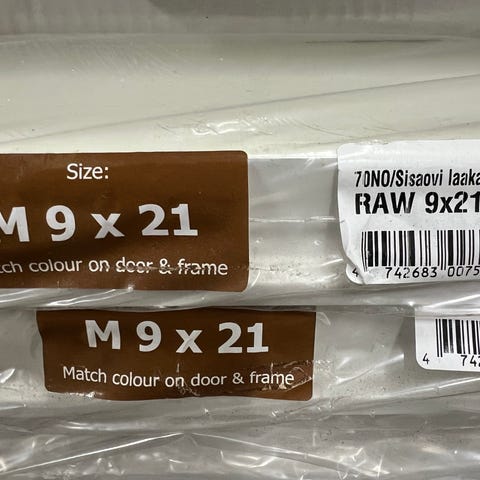 Size:
M 9 x 21
tch colour on door & frame
70NO/Sisaovi laaka
RAW 9x21
4 742683 0075
M 9 x 21
Match colour on door & frame
4 742